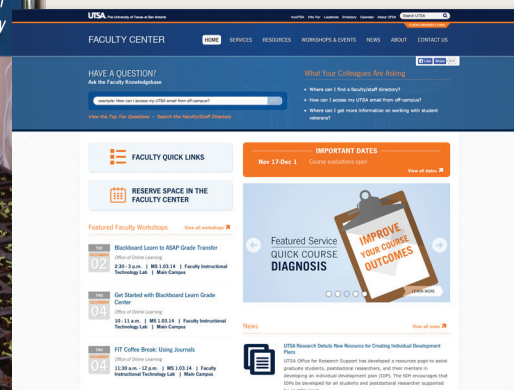 UTSA The University of Texas at San Antonio
myUTSA Info For Locations Directory Calendar About UTSA Search UTSA
FACULTY CENTER
HOME SERVICES RESOURCES WORKSHOPS & EVENTS NEWS ABOUT CONTACT US
Like Share
HAVE A QUESTION?
Ask the Faculty Knowledgebase
example: How can I access my UTSA email from off-campus?
View the Top Ten Questions - Search the Faculty/Staff Directory
What Your Colleagues Are Asking
Where can I find a faculty/staff directory?
How can I access my UTSA email from off-campus?
Where can I get more information on working with student
veterans?
FACULTY QUICK LINKS
RESERVE SPACE IN THE
FACULTY CENTER
IMPORTANT DATES
Nov 17-Dec 1 Course evaluations open
View all dates
Featured Faculty Workshops View all workshops
TUE
DECEMBER
02
Blackboard Learn to ASAP Grade Transfer
Office of Online Learning
2:30 - 3 p.m. | MS 1.03.14 | Faculty Instructional
Technology Lab | Main Campus
THU
DECEMBER
04
Get Started with Blackboard Learn Grade
Center
Office of Online Learning
10 - 11 a.m. | MS 1.03.14 | Faculty Instructional
Technology Lab | Main Campus
THU
DECEMBER
04
FIT Coffee Break: Using Journals
Office of Online Learning
11:30 a.m. - 12 p.m. | MS 1.03.14 | Faculty
Instructional Technology Lab | Main Campus
Featured Service
QUICK COURSE
DIAGNOSIS
IMPROVE
YOUR COURSE
OUTCOMES
LEARN MORE
News View all news
UTSA Research Debuts New Resource for Creating Individual Development
Plans
UTSA Office for Research Support has developed a resources page to assist
graduate students, postdoctoral researchers, and their mentors in
developing an individual development plan (IDP). The NIH encourages that
IDPs be developed for all students and postdoctoral researcher supported